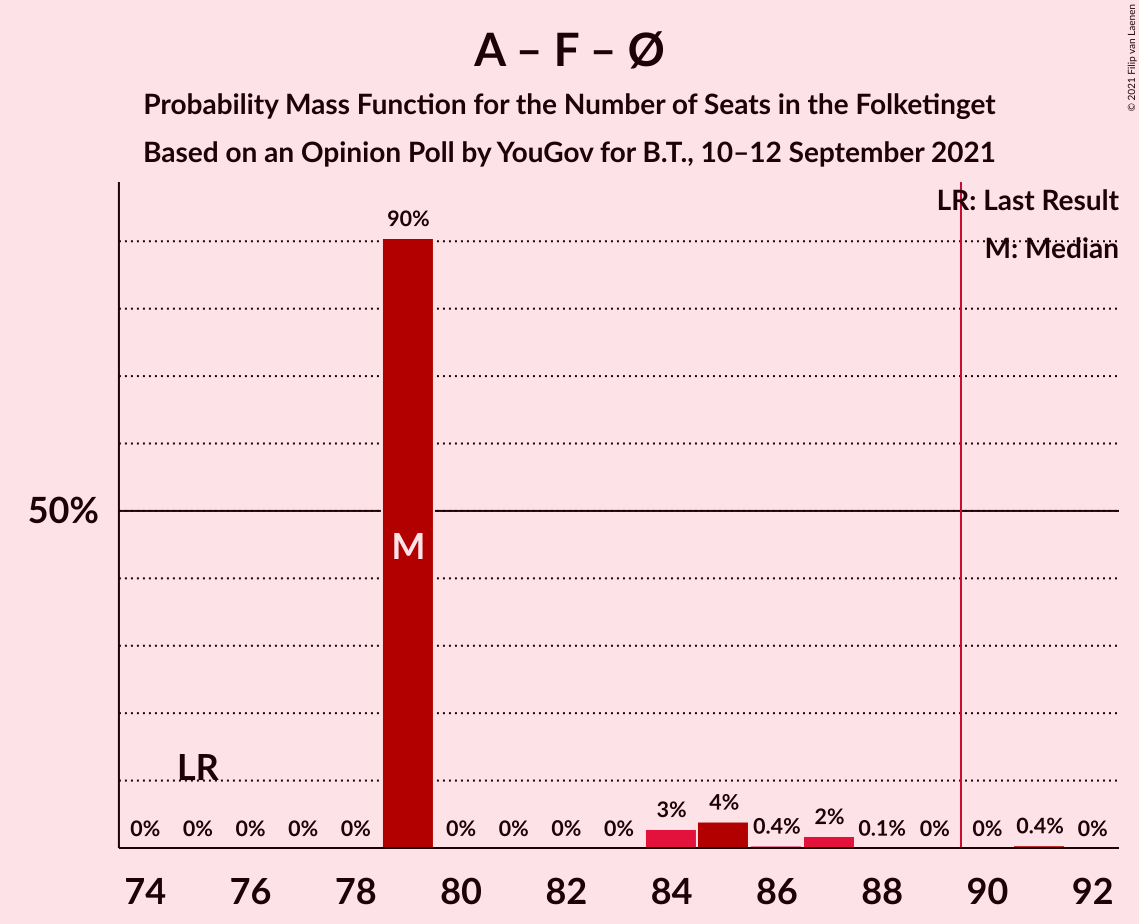 A – F – Ø
Probability Mass Function for the Number of Seats in the Folketinget
Based on an Opinion Poll by YouGov for B.T., 10–12 September 2021
© 2021 Filip van Laenen
LR: Last Result
M: Median
90%
50%
M
LR
0% 0% 0% 0% 0% 0% 0% 0% 0% 3% 4% 0.4% 2% 0.1% 0% 0% 0.4% 0%
74 76 78 80 82 84 86 88 90 92